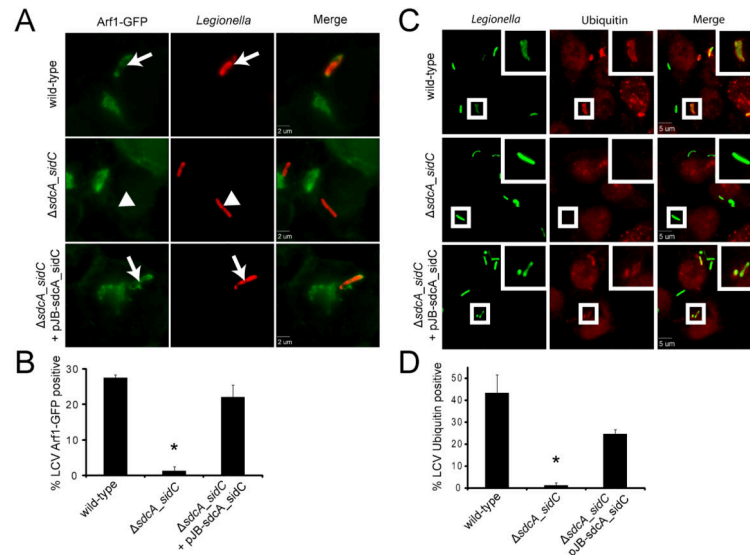 A
Arf1-GFP
Legionella
Merge
wild-type
2 um
ΔsdcA_sidC
2 um
ΔsdcA_sidC
+ pJB-sdcA_sidC
2 um
B
% LCV Arf1-GFP positive
30
20
10
0
*
wild-type
ΔsdcA_sidC
ΔsdcA_sidC
+ pJB-sdcA_sidC
C
Legionella
Ubiquitin
Merge
wild-type
5 um
ΔsdcA_sidC
5 um
ΔsdcA_sidC
+ pJB-sdcA_sidC
5 um
D
% LCV Ubiquitin positive
50
40
30
20
10
0
*
wild-type
ΔsdcA_sidC
ΔsdcA_sidC
pJB-sdcA_sidC